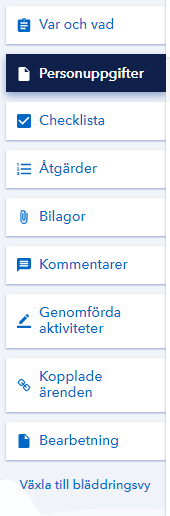 Var och vad
Personuppgifter
Checklista
Åtgärder
Bilagor
Kommentarer
Genomförda
aktiviteter
Kopplade
ärenden
Bearbetning
Växla till bläddringsvy